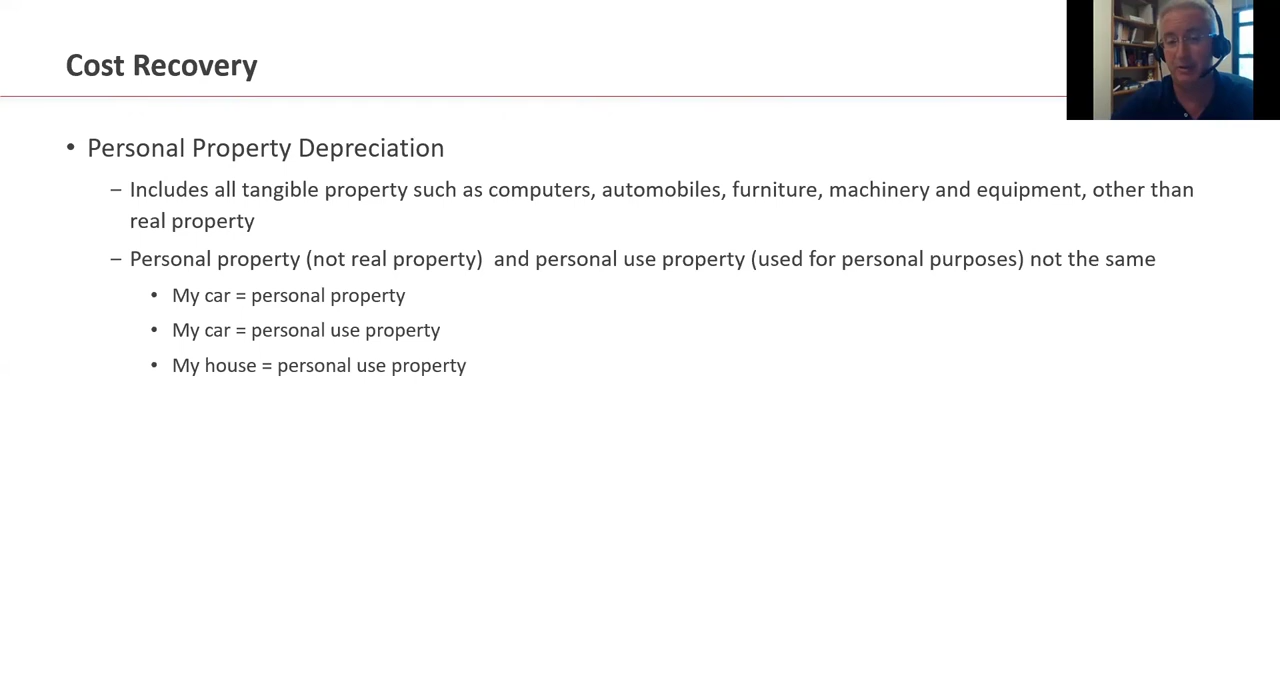 Cost Recovery
• Personal Property Depreciation
– Includes all tangible property such as computers, automobiles, furniture, machinery and equipment, other than
real property
– Personal property (not real property)  and personal use property (used for personal purposes) not the same
• My car = personal property
• My car = personal use property
• My house = personal use property